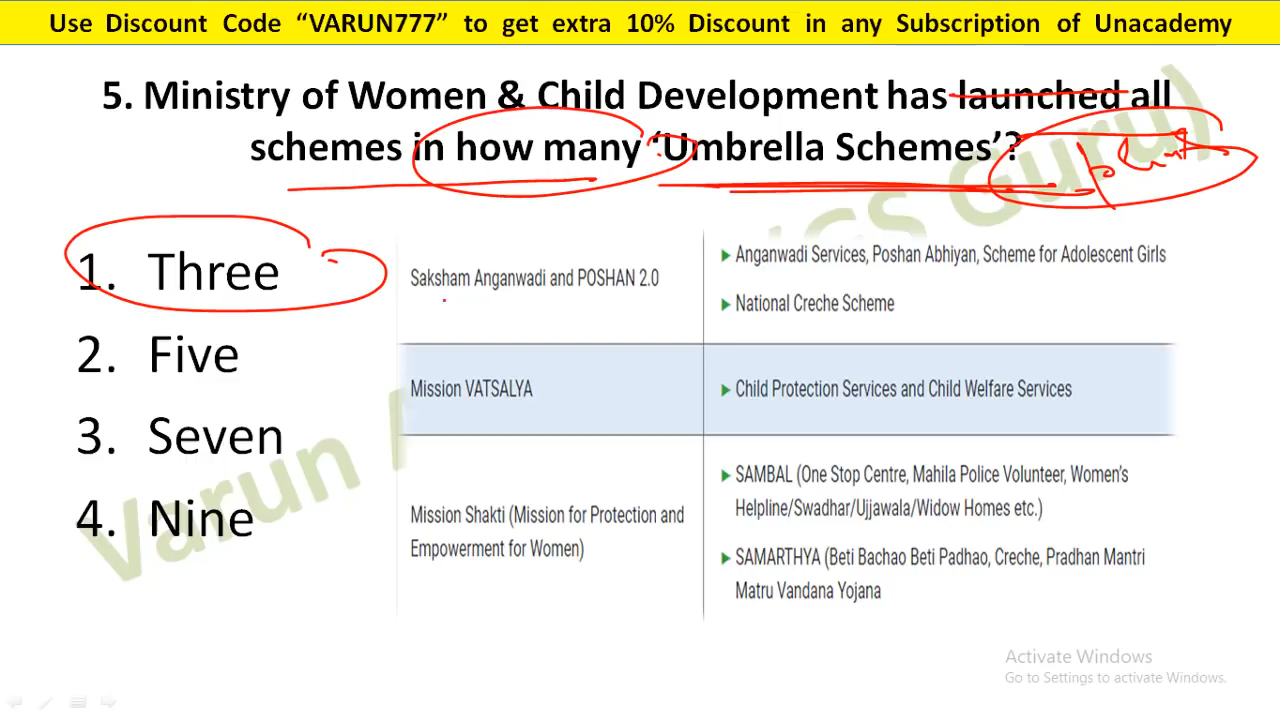 Use Discount Code “VARUN777” to get extra 10% Discount in any Subscription of Unacademy
5. Ministry of Women & Child Development has launched all
schemes in how many ‘Umbrella Schemes’?
1. Three
2. Five
3. Seven
4. Nine
Saksham Anganwadi and POSHAN 2.0
Anganwadi Services, Poshan Abhiyan, Scheme for Adolescent Girls
National Creche Scheme
Mission VATSALYA
Child Protection Services and Child Welfare Services
Mission Shakti (Mission for Protection and
Empowerment for Women)
SAMBAL (One Stop Centre, Mahila Police Volunteer, Women’s
Helpline/Swadhar/Ujjawala/Widow Homes etc.)
SAMARTHYA (Beti Bachao Beti Padhao, Creche, Pradhan Mantri
Matru Vandana Yojana
Varun
GS Guru)
Activate Windows
Go to Settings to activate Windows.